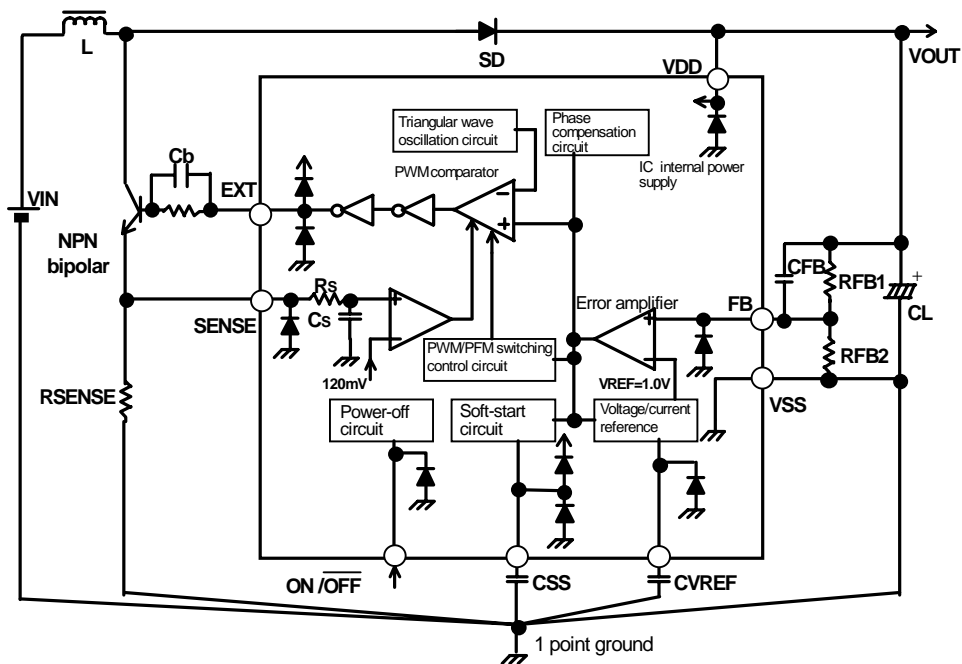 L
SD
VOUT
VDD
Triangular wave
oscillation circuit
Phase
compensation
circuit
Cb
PWM comparator
IC internal power
supply
EXT
VIN
−
+
NPN
bipolar
CFB
RFB1
+
RS
CS
Error amplifier
FB
CL
SENSE
+
−
+
−
RFB2
PWM/PFM switching
control circuit
120mV
VREF=1.0V
VSS
RSENSE
Power-off
circuit
Soft-start
circuit
Voltage/current
reference
ON /OFF
CSS
CVREF
1 point ground